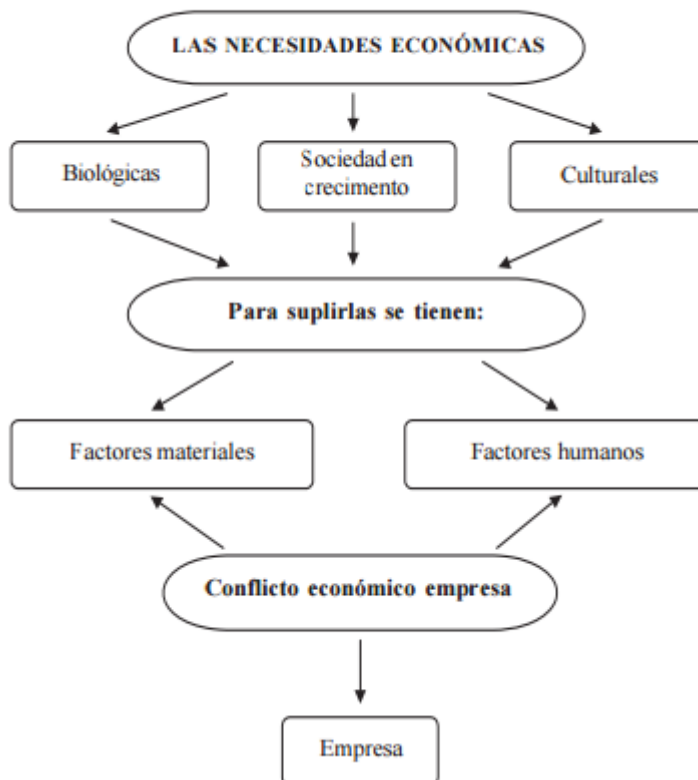 LAS NECESIDADES ECONÓMICAS
Biológicas
Sociedad en
crecimento
Culturales
Para suplirlas se tienen:
Factores materiales
Factores humanos
Conflicto económico empresa
Empresa